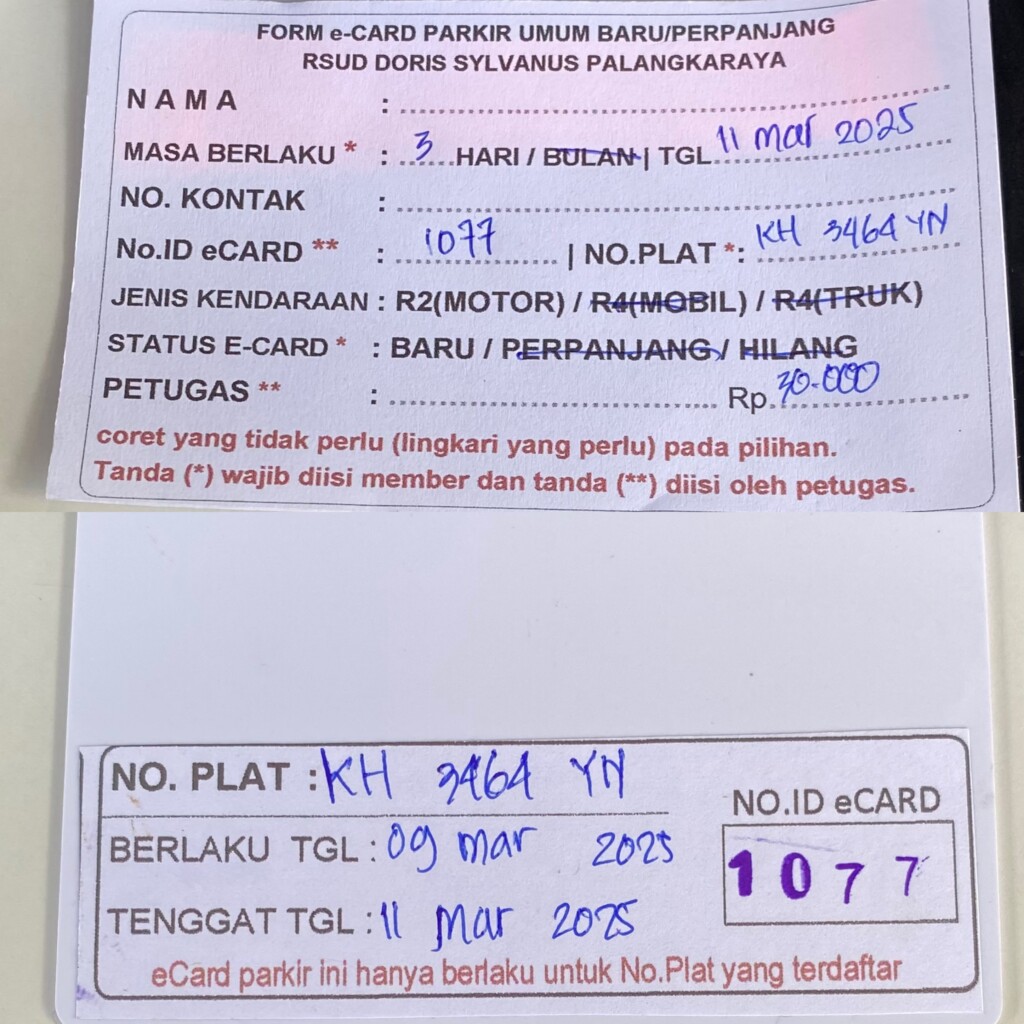 FORM e-CARD PARKIR UMUM BARU/PERPANJANG
RSUD DORIS SYLVANUS PALANGKARAYA
N A M A : ........................
MASA BERLAKU * : ..3.... HARI / BULAN | TGL 11 Mar 2025
NO. KONTAK : ........................
No.ID eCARD ** : 1077 | NO.PLAT *: KH 3464 YN
JENIS KENDARAAN : R2(MOTOR) / R4(MOBIL) / R4(TRUK)
STATUS E-CARD * : BARU / PERPANJANG / HILANG
PETUGAS ** : ........................ Rp. 30.000
coret yang tidak perlu (lingkari yang perlu) pada pilihan.
Tanda (*) wajib diisi member dan tanda (**) diisi oleh petugas.
NO. PLAT : KH 3464 YN
BERLAKU TGL : 09 Mar 2025
TENGGAT TGL : 11 Mar 2025
NO.ID eCARD
1077
eCard parkir ini hanya berlaku untuk No.Plat yang terdaftar